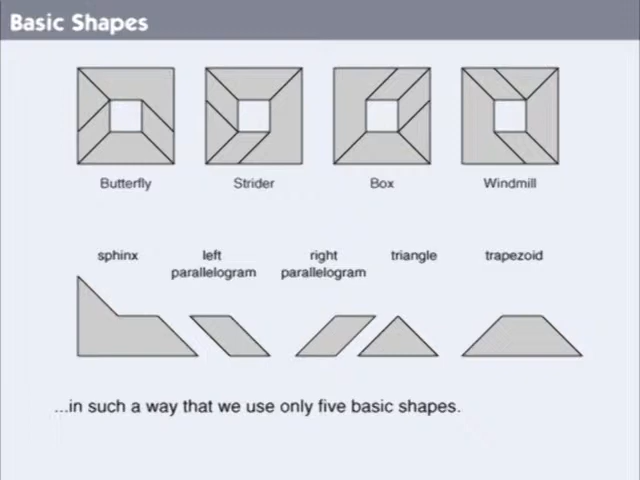 Basic Shapes
Butterfly Strider Box Windmill
sphinx left parallelogram right parallelogram triangle trapezoid
...in such a way that we use only five basic shapes.